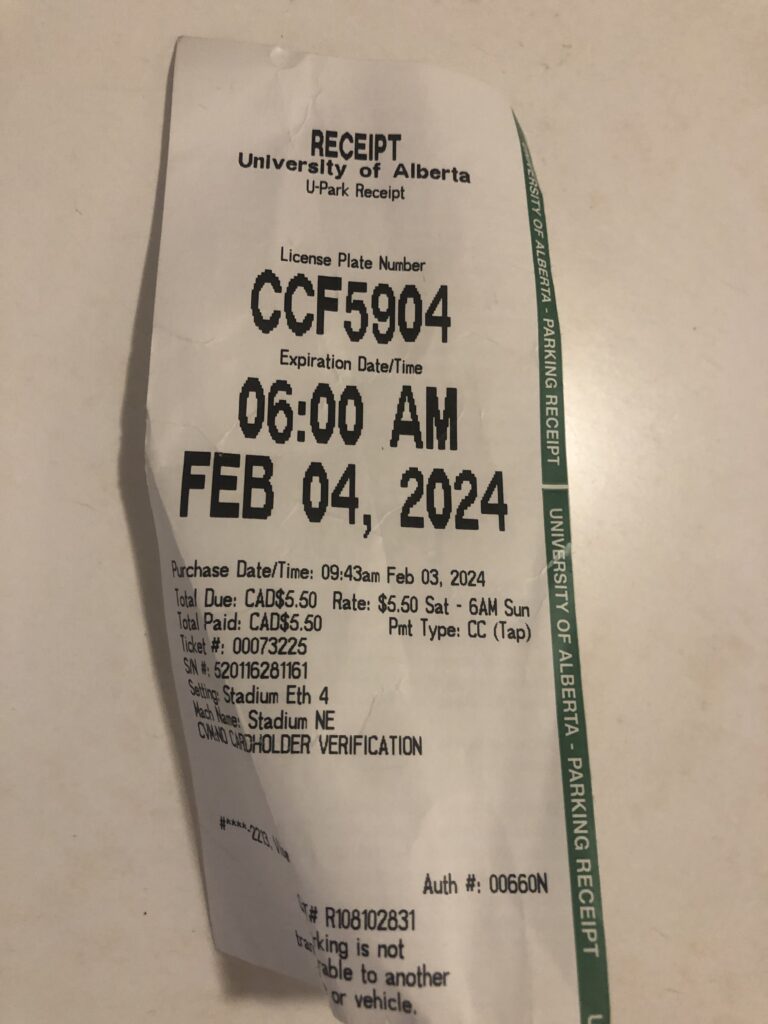 RECEIPT
University of Alberta
U-Park Receipt
License Plate Number
CCF5904
Expiration Date/Time
06:00 AM
FEB 04, 2024
Purchase Date/Time: 09:43am Feb 03, 2024
Total Due: CAD$5.50 Rate: $5.50 Sat - 6AM Sun
Total Paid: CAD$5.50 Pmt Type: CC (Tap)
Ticket #: 00073225
S/N #: 520116281161
Setting: Stadium Eth 4
Mach Name: Stadium NE
CVM:NO CARDHOLDER VERIFICATION
#****-2213,
Auth #: 00660N
# R108102831
is not
to another
or vehicle.
UNIVERSITY OF ALBERTA - PARKING RECEIPT
UNIVERSITY OF ALBERTA - PARKING RECEIPT